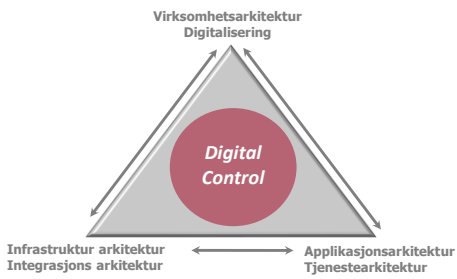 Virksomhetsarkitektur
Digitalisering
Digital
Control
Infrastruktur arkitektur
Integrasjons arkitektur
Applikasjonsarkitektur
Tjenestearkitektur